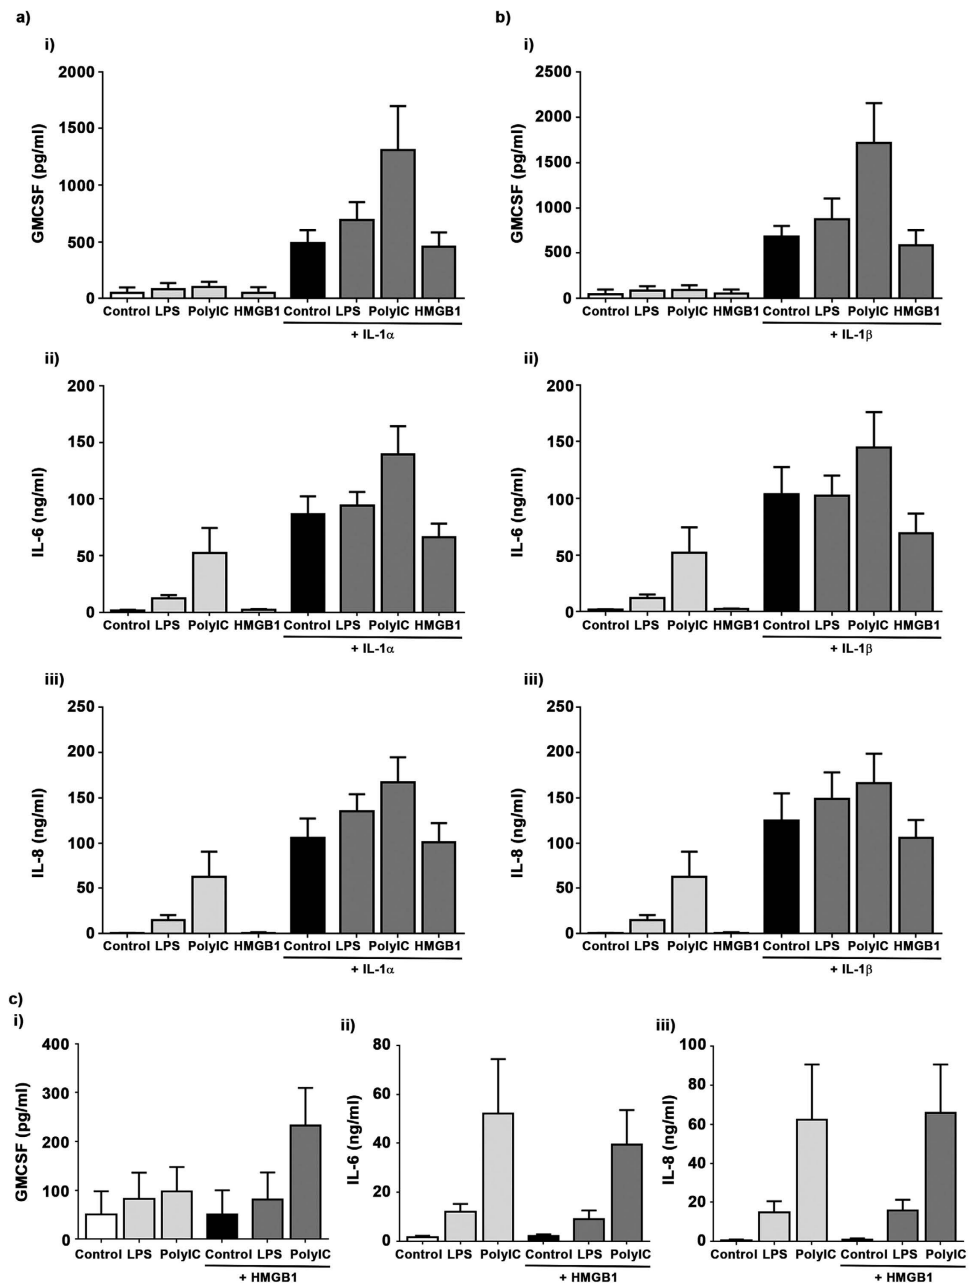 a)
i)
GMCSF (pg/ml)
2000
1500
1000
500
0
Control LPS PolyIC HMGB1 Control LPS PolyIC HMGB1
+ IL-1α
ii)
IL-6 (ng/ml)
200
150
100
50
0
Control LPS PolyIC HMGB1 Control LPS PolyIC HMGB1
+ IL-1α
iii)
IL-8 (ng/ml)
250
200
150
100
50
0
Control LPS PolyIC HMGB1 Control LPS PolyIC HMGB1
+ IL-1α
b)
i)
GMCSF (pg/ml)
2500
2000
1500
1000
500
0
Control LPS PolyIC HMGB1 Control LPS PolyIC HMGB1
+ IL-1β
ii)
IL-6 (ng/ml)
200
150
100
50
0
Control LPS PolyIC HMGB1 Control LPS PolyIC HMGB1
+ IL-1β
iii)
IL-8 (ng/ml)
250
200
150
100
50
0
Control LPS PolyIC HMGB1 Control LPS PolyIC HMGB1
+ IL-1β
c)
i)
GMCSF (pg/ml)
400
300
200
100
0
Control LPS PolyIC Control LPS PolyIC
+ HMGB1
ii)
IL-6 (ng/ml)
80
60
40
20
0
Control LPS PolyIC Control LPS PolyIC
+ HMGB1
iii)
IL-8 (ng/ml)
100
80
60
40
20
0
Control LPS PolyIC Control LPS PolyIC
+ HMGB1